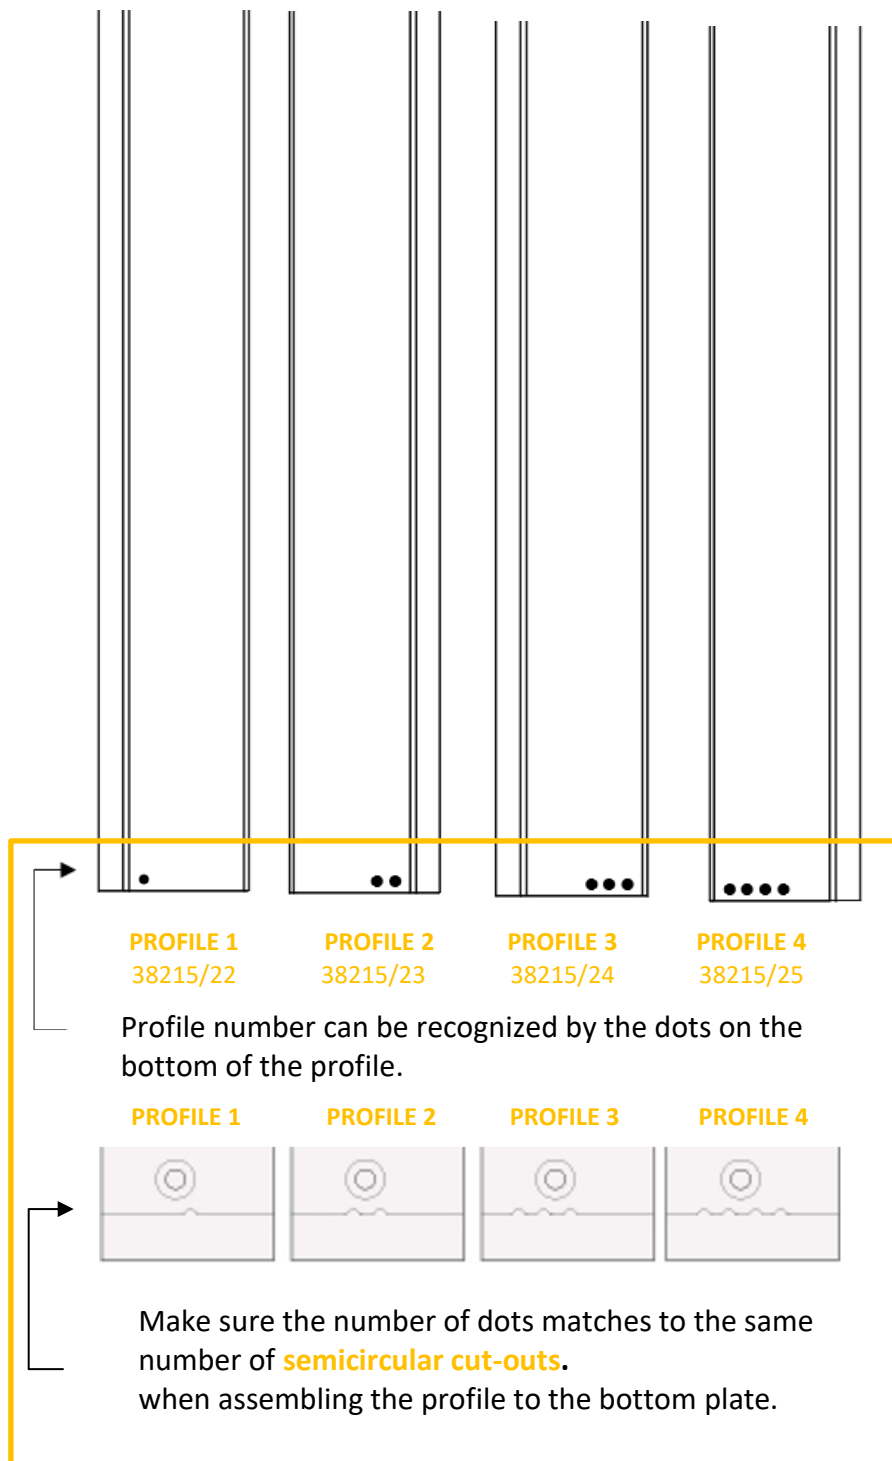 PROFILE 1 PROFILE 2 PROFILE 3 PROFILE 4
38215/22 38215/23 38215/24 38215/25
Profile number can be recognized by the dots on the
bottom of the profile.
PROFILE 1 PROFILE 2 PROFILE 3 PROFILE 4
Make sure the number of dots matches to the same
number of semicircular cut-outs.
when assembling the profile to the bottom plate.